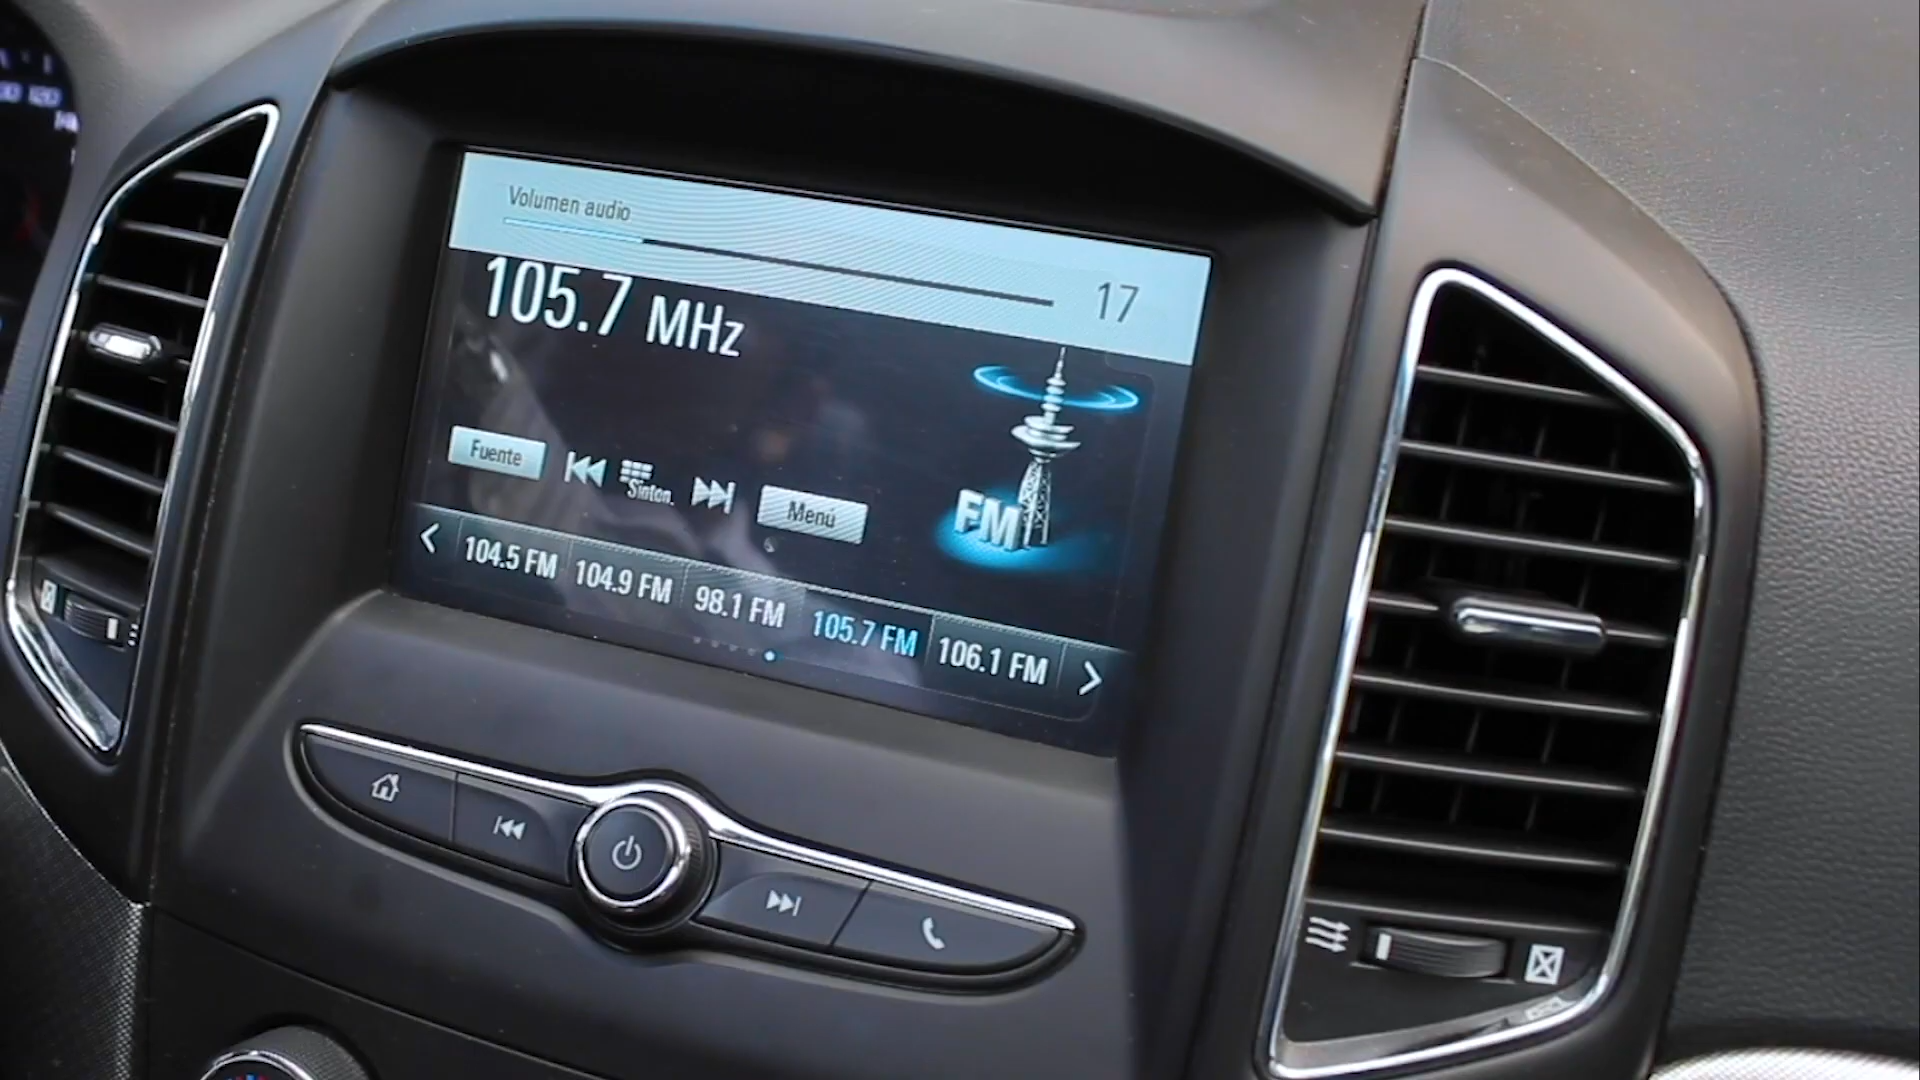 120
Volumen audio
17
105.7 MHz
Fuente
Sinton.
Menú
FM
104.5 FM
104.9 FM
98.1 FM
105.7 FM
106.1 FM